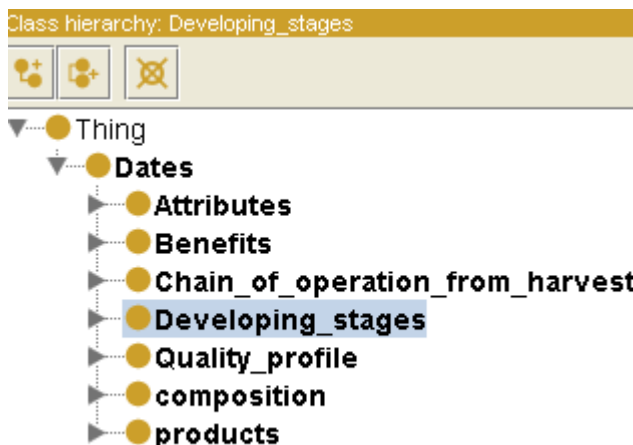 Class hierarchy: Developing_stages
Thing
Dates
Attributes
Benefits
Chain_of_operation_from_harvest
Developing_stages
Quality_profile
composition
products